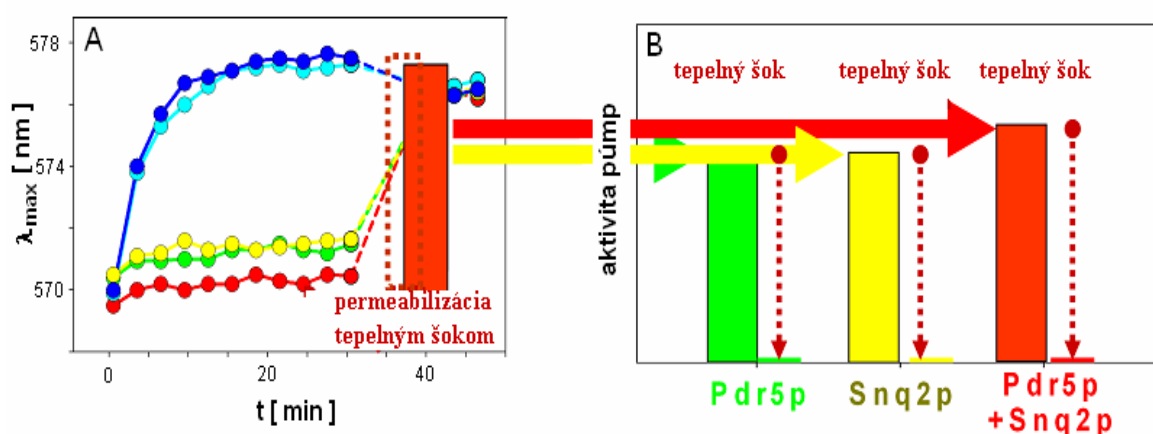 A
578
574
570
λmax [ nm ]
0
20
40
t [ min ]
permeabilizácia
tepelným šokom
B
tepelný šok
tepelný šok
tepelný šok
aktivita púmp
Pdr5p
Snq2p
Pdr5p
+Snq2p